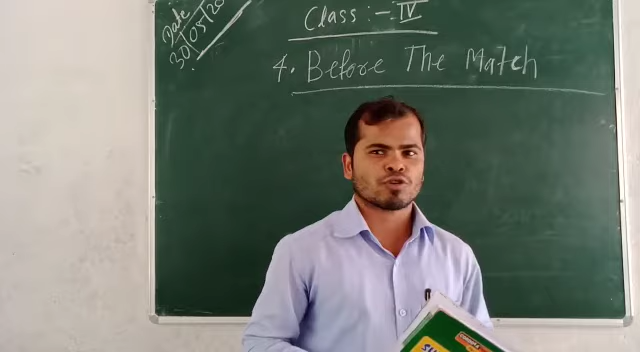 Date
30/05/20
Class :- IV
4. Before The Match